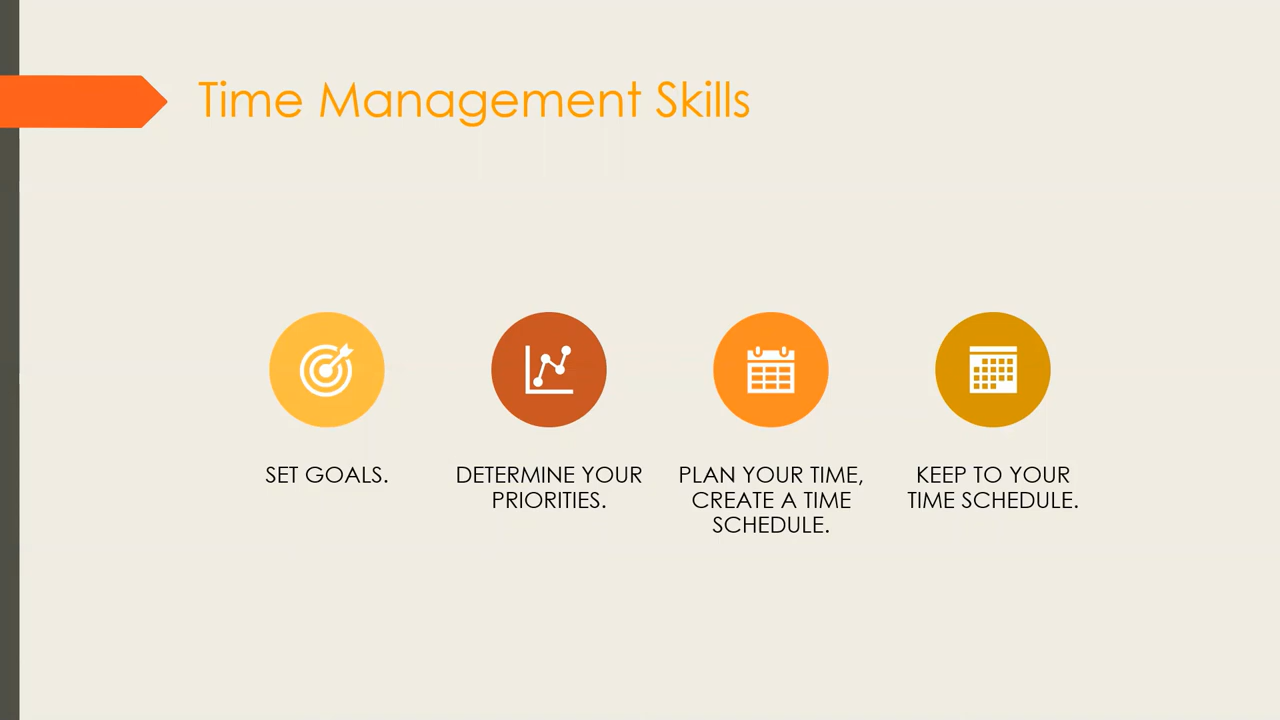 Time Management Skills
SET GOALS.
DETERMINE YOUR
PRIORITIES.
PLAN YOUR TIME,
CREATE A TIME
SCHEDULE.
KEEP TO YOUR
TIME SCHEDULE.